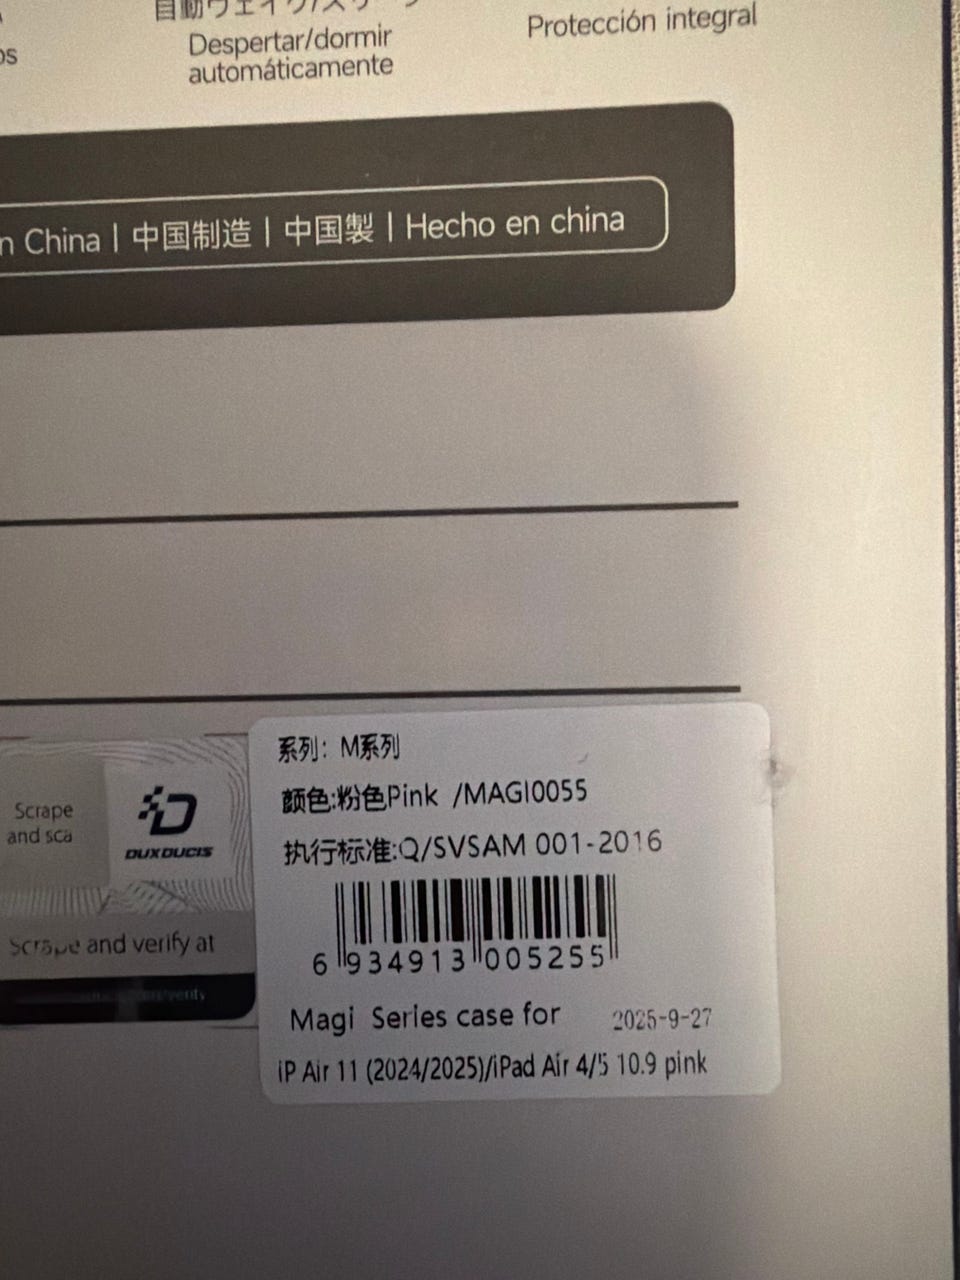 Despertar/dormir
automáticamente
Protección integral
China | 中国制造 | 中国製 | Hecho en china
系列: M系列
颜色:粉色Pink /MAGI0055
执行标准:Q/SVSAM 001-2016
6 934913 005255
Magi Series case for 2025-9-27
iP Air 11 (2024/2025)/iPad Air 4/5 10.9 pink
Scrape
and sca
DUX DUCIS
Scrape and verify at